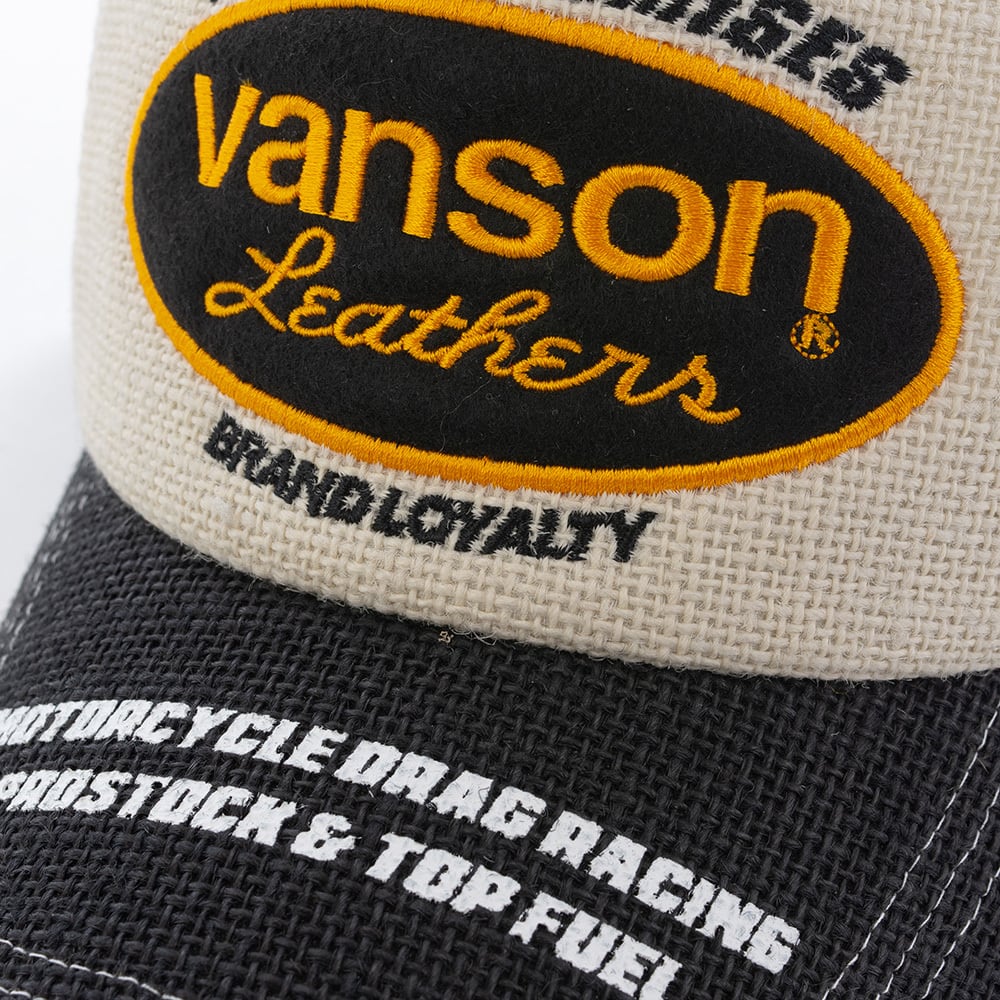 vanson
Leathers
®
BRAND LOYALTY
MOTORCYCLE DRAG RACING
PROSTOCK & TOP FUEL